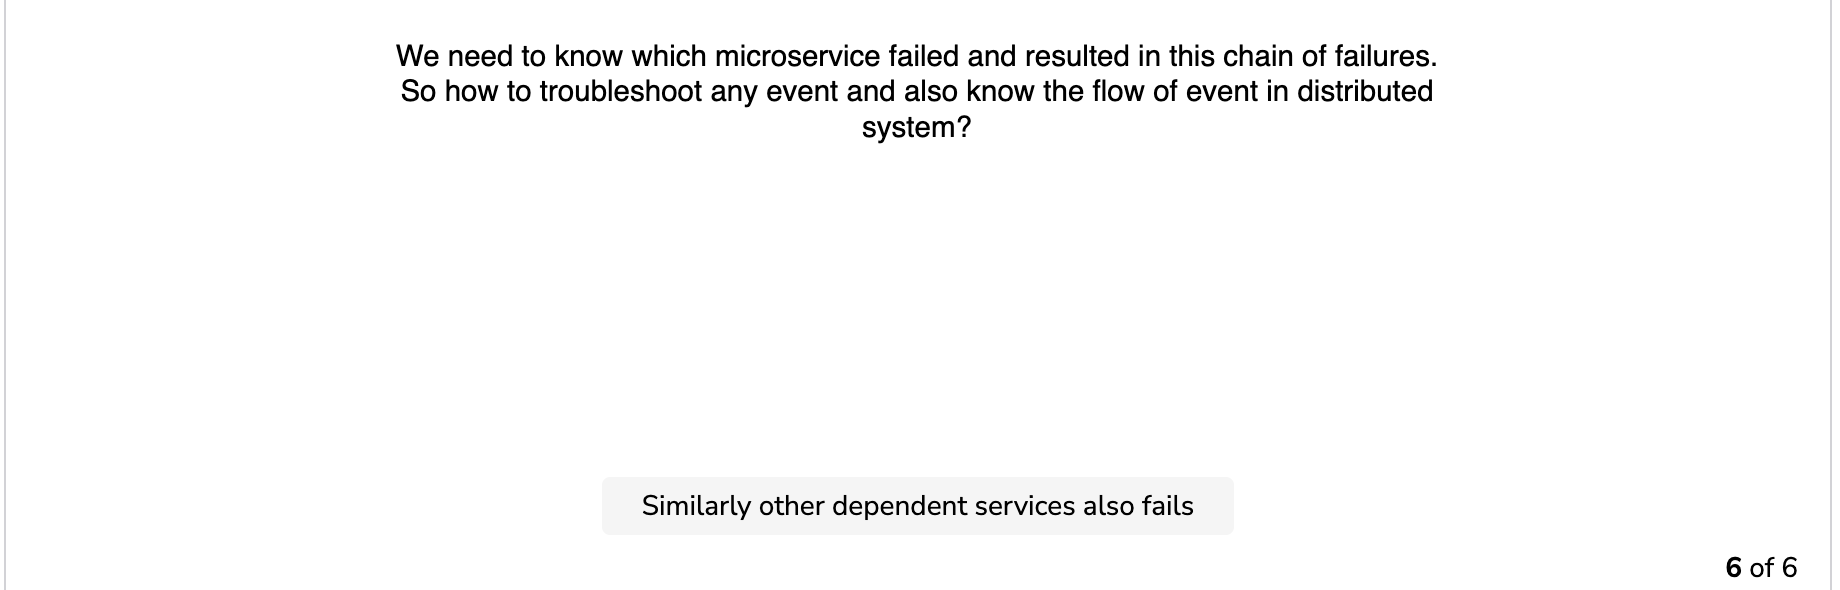 We need to know which microservice failed and resulted in this chain of failures.
So how to troubleshoot any event and also know the flow of event in distributed
system?
Similarly other dependent services also fails
6 of 6